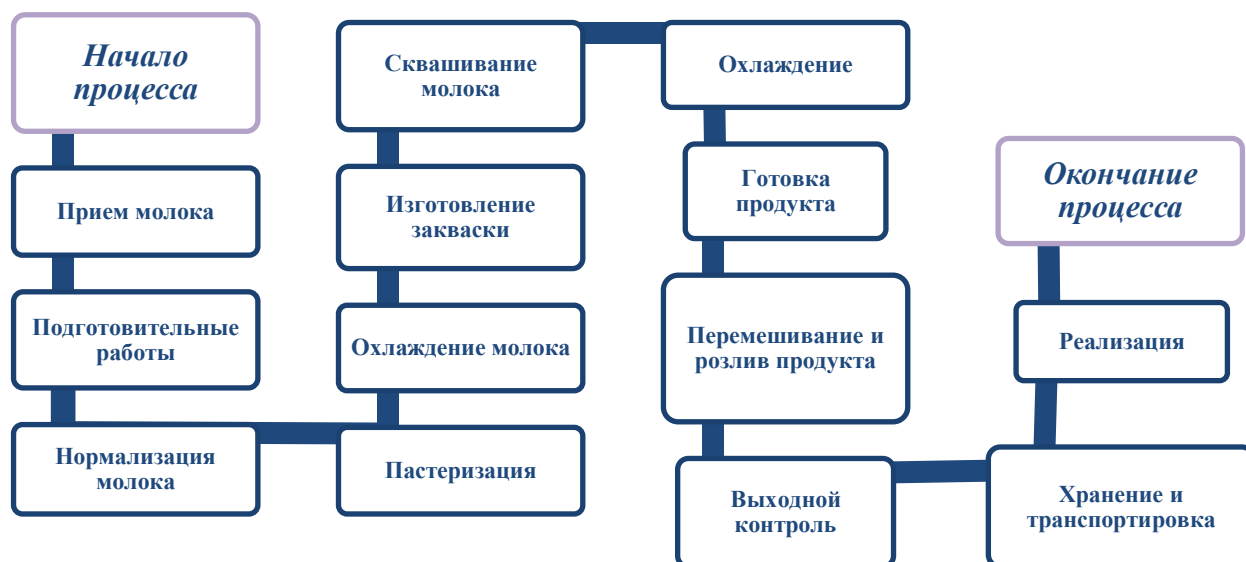 Начало
процесса
Прием молока
Подготовительные
работы
Нормализация
молока
Пастеризация
Охлаждение молока
Изготовление
закваски
Сквашивание
молока
Охлаждение
Готовка
продукта
Перемешивание и
розлив продукта
Выходной
контроль
Хранение и
транспортировка
Реализация
Окончание
процесса